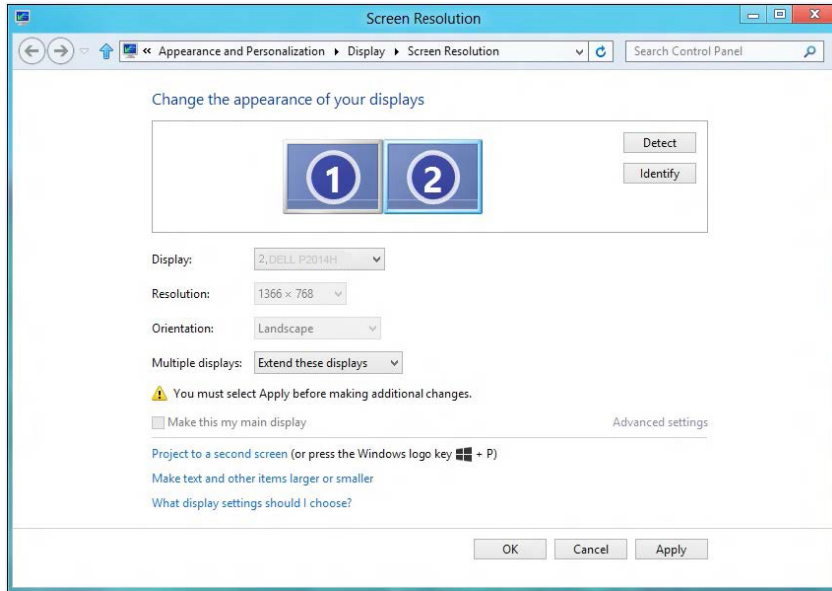 Screen Resolution
« Appearance and Personalization ▸ Display ▸ Screen Resolution
Search Control Panel
Change the appearance of your displays
1 2
Detect
Identify
Display: 2,DELL P2014H
Resolution: 1366 × 768
Orientation: Landscape
Multiple displays: Extend these displays
You must select Apply before making additional changes.
Make this my main display Advanced settings
Project to a second screen (or press the Windows logo key + P)
Make text and other items larger or smaller
What display settings should I choose?
OK Cancel Apply